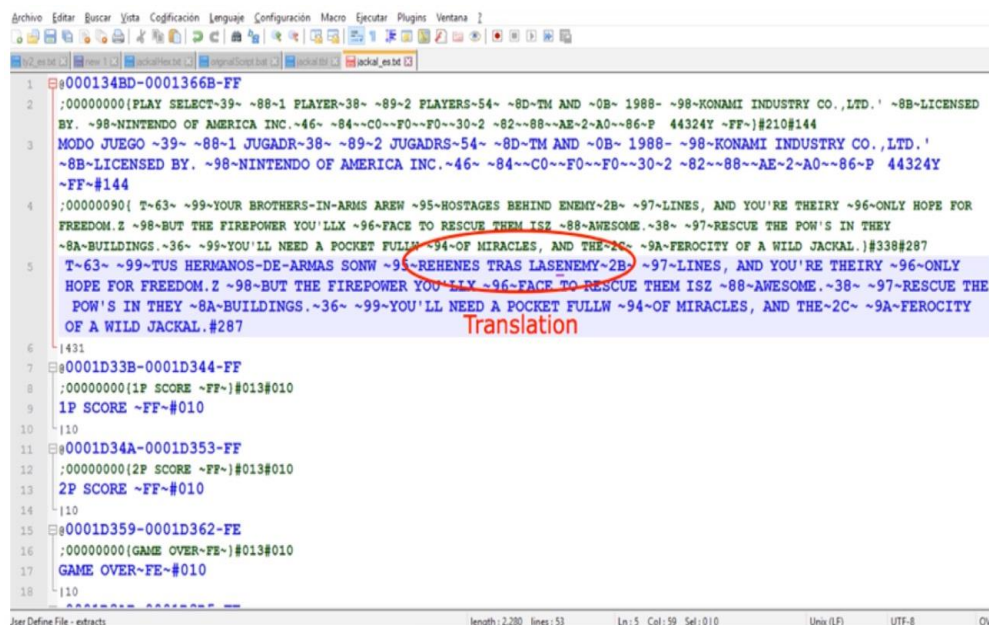 Archivo Editar Buscar Vista Codificación Lenguaje Configuración Macro Ejecutar Plugins Ventana ?
tv2_es.txt new 1 jackalHex.txt originalScript.bat jackal.tbl jackal_es.txt
1 @000134BD-0001366B-FF
2 ;00000000{PLAY SELECT~39~ ~88~1 PLAYER~38~ ~89~2 PLAYERS~54~ ~8D~TM AND ~0B~ 1988- ~98~KONAMI INDUSTRY CO.,LTD.' ~8B~LICENSED
BY. ~98~NINTENDO OF AMERICA INC.~46~ ~84~~C0~~F0~~F0~30~2 ~82~~88~~AE~2~A0~~86~P 44324Y ~FF~}#210#144
3 MODO JUEGO ~39~ ~88~1 JUGADR~38~ ~89~2 JUGADRS~54~ ~8D~TM AND ~0B~ 1988- ~98~KONAMI INDUSTRY CO.,LTD.'
~8B~LICENSED BY. ~98~NINTENDO OF AMERICA INC.~46~ ~84~~C0~~F0~~F0~30~2 ~82~~88~~AE~2~A0~~86~P 44324Y
~FF~#144
4 ;00000090{ T~63~ ~99~YOUR BROTHERS-IN-ARMS AREW ~95~HOSTAGES BEHIND ENEMY~2B~ ~97~LINES, AND YOU'RE THEIRY ~96~ONLY HOPE FOR
FREEDOM.Z ~98~BUT THE FIREPOWER YOU'LLX ~96~FACE TO RESCUE THEM ISZ ~88~AWESOME.~38~ ~97~RESCUE THE POW'S IN THEY
~8A~BUILDINGS.~36~ ~99~YOU'LL NEED A POCKET FULLW ~94~OF MIRACLES, AND THE~2C~ ~9A~FEROCITY OF A WILD JACKAL.}#338#287
5 T~63~ ~99~TUS HERMANOS-DE-ARMAS SONW ~95~REHENES TRAS LASENEMY~2B~ ~97~LINES, AND YOU'RE THEIRY ~96~ONLY
HOPE FOR FREEDOM.Z ~98~BUT THE FIREPOWER YOU'LLX ~96~FACE TO RESCUE THEM ISZ ~88~AWESOME.~38~ ~97~RESCUE THE
POW'S IN THEY ~8A~BUILDINGS.~36~ ~99~YOU'LL NEED A POCKET FULLW ~94~OF MIRACLES, AND THE~2C~ ~9A~FEROCITY
OF A WILD JACKAL.#287
Translation
6 |431
7 @0001D33B-0001D344-FF
8 ;00000000{1P SCORE ~FF~}#013#010
9 1P SCORE ~FF~#010
10 |10
11 @0001D34A-0001D353-FF
12 ;00000000{2P SCORE ~FF~}#013#010
13 2P SCORE ~FF~#010
14 |10
15 @0001D359-0001D362-FE
16 ;00000000{GAME OVER~FE~}#013#010
17 GAME OVER~FE~#010
18 |10
User Define File - extracts length : 2,280 lines : 53 Ln : 5 Col : 59 Sel : 0 | 0 Unix (LF) UTF-8